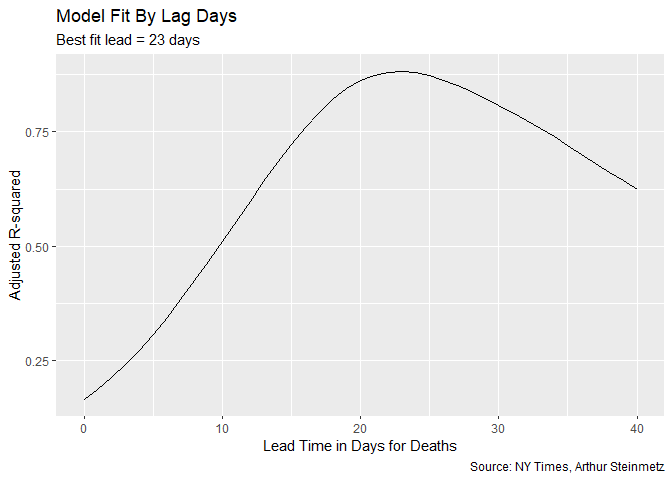 Model Fit By Lag Days
Best fit lead = 23 days
Adjusted R-squared
0.75
0.50
0.25
0 10 20 30 40
Lead Time in Days for Deaths
Source: NY Times, Arthur Steinmetz